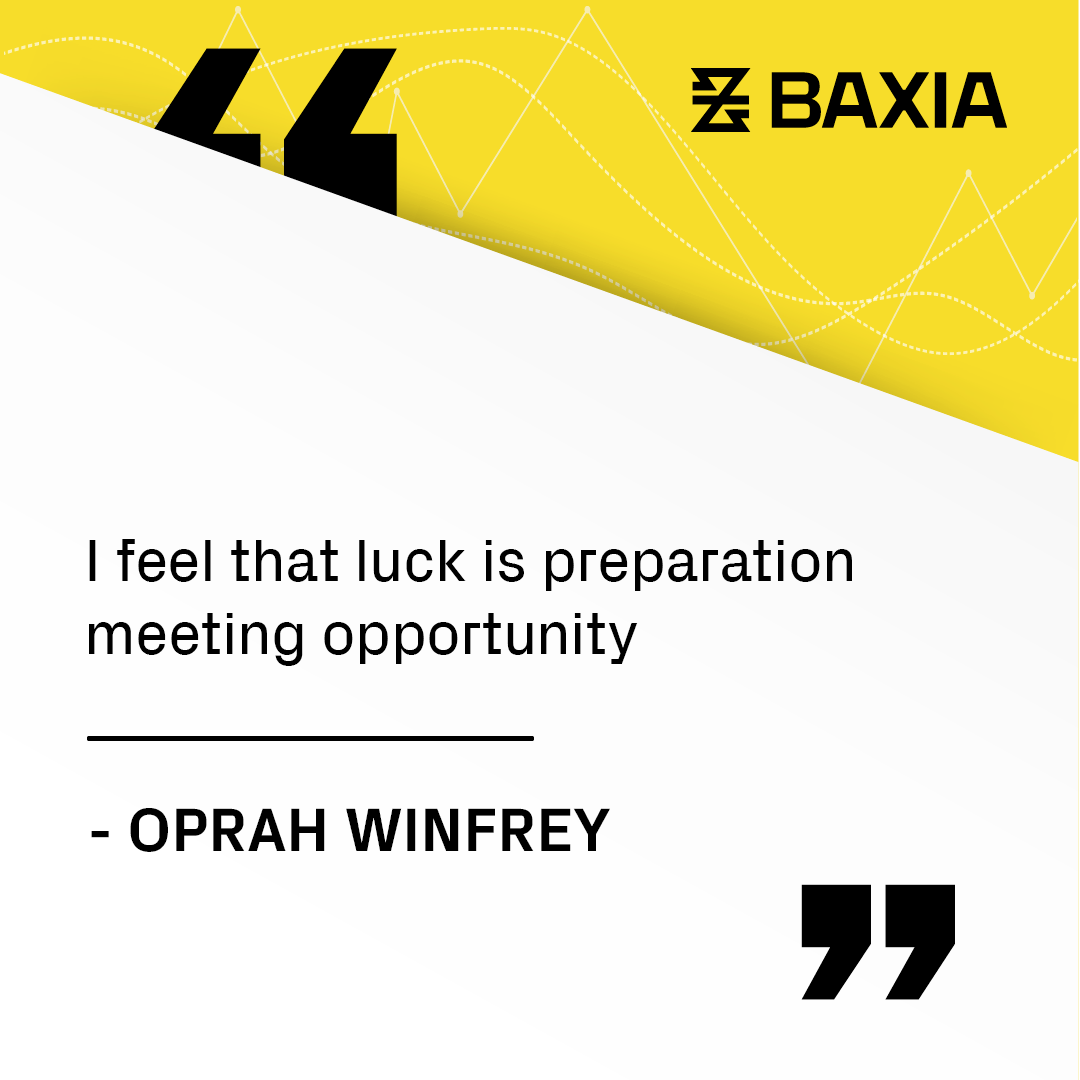 BAXIA
I feel that luck is preparation
meeting opportunity
- OPRAH WINFREY